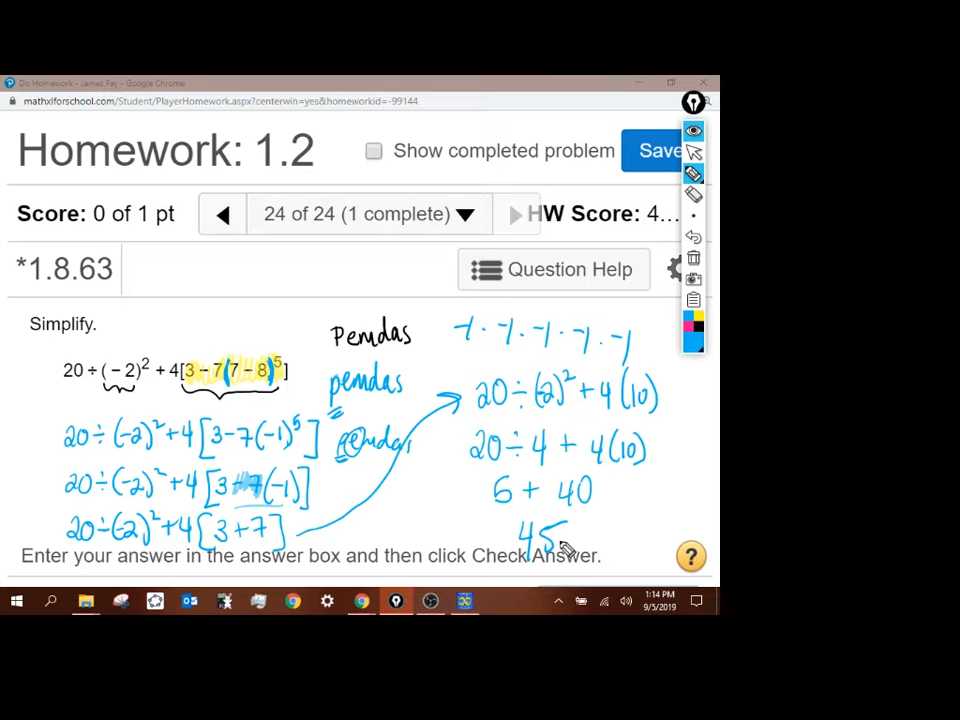 Do Homework - James Fay - Google Chrome
mathxlforschool.com/Student/PlayerHomework.aspx?centerwin=yes&homeworkid=-99144
Homework: 1.2
Show completed problem
Save
Score: 0 of 1 pt
24 of 24 (1 complete)
HW Score: 4...
*1.8.63
Question Help
Simplify.
20 ÷ (−2)² + 4[3 − 7(7 − 8)⁵]
Pemdas
pemdas
pemdas
20÷(−2)²+4[3−7(−1)⁵]
20÷(−2)²+4[3−7(−1)]
20÷(−2)²+4[3+7]
−1·−1·−1·−1·−1
20÷(−2)²+4(10)
20÷4+4(10)
5+40
45
Enter your answer in the answer box and then click Check Answer.
?
1:14 PM
9/5/2019